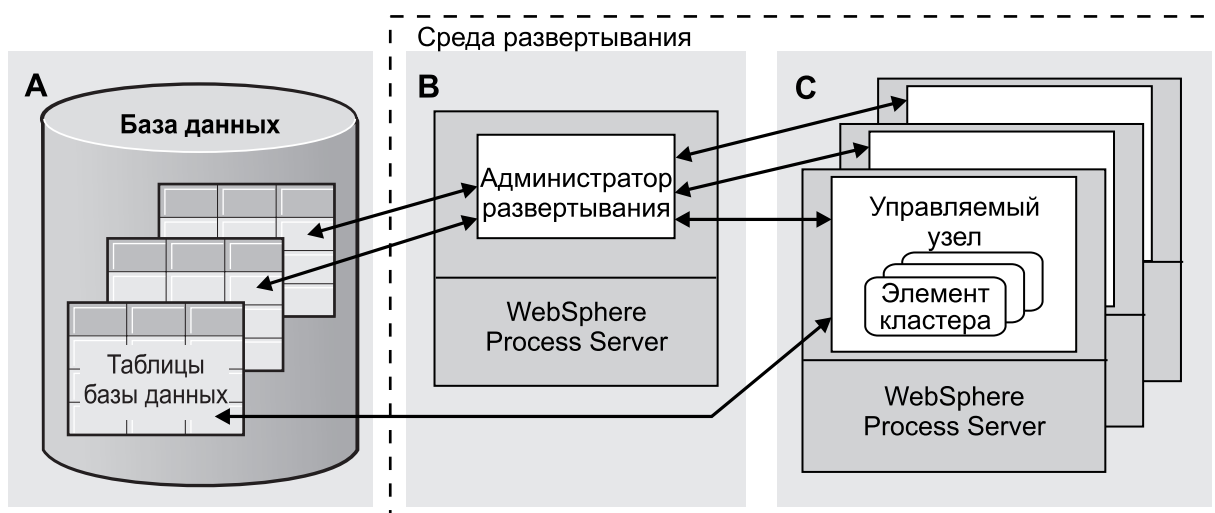 Среда развертывания
A
База данных
Таблицы
базы данных
B
Администратор
развертывания
WebSphere
Process Server
C
Управляемый
узел
Элемент
кластера
WebSphere
Process Server